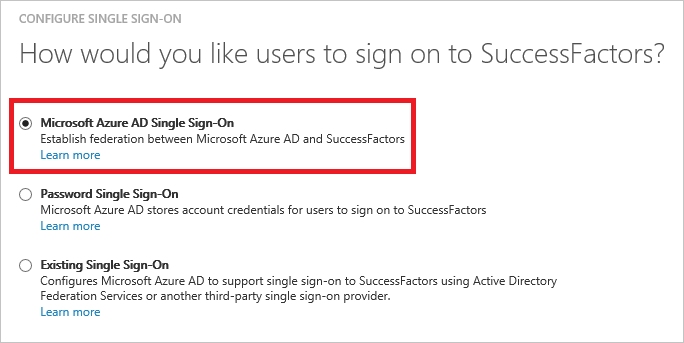 CONFIGURE SINGLE SIGN-ON
How would you like users to sign on to SuccessFactors?
Microsoft Azure AD Single Sign-On
Establish federation between Microsoft Azure AD and SuccessFactors
Learn more
Password Single Sign-On
Microsoft Azure AD stores account credentials for users to sign on to SuccessFactors
Learn more
Existing Single Sign-On
Configures Microsoft Azure AD to support single sign-on to SuccessFactors using Active Directory
Federation Services or another third-party single sign-on provider.
Learn more